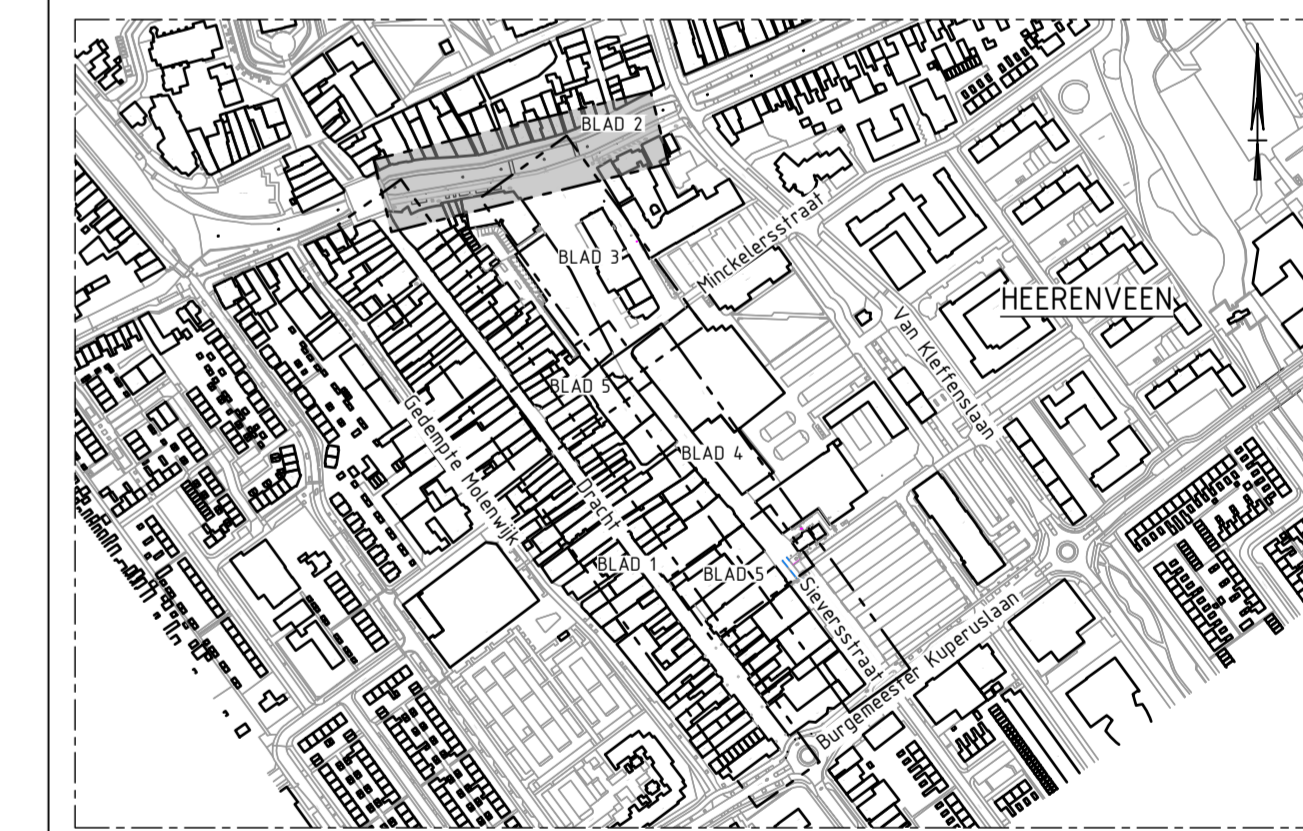 BLAD 2
Minckelersstraat
BLAD 3
HEERENVEEN
Van Kleffenslaan
BLAD 5
Gedempte Molenwijk
BLAD 4
Dracht
BLAD 1
BLAD 5
Sieversstraat
Burgemeester Kuperuslaan